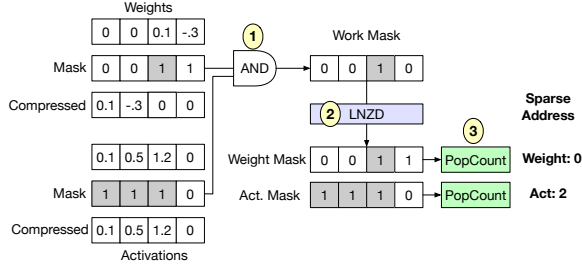 Weights
0 0 0.1 -.3
Mask 0 0 1 1
Compressed 0.1 -.3 0 0
0.1 0.5 1.2 0
Mask 1 1 1 0
Compressed 0.1 0.5 1.2 0
Activations
1
AND
Work Mask
0 0 1 0
2 LNZD
Weight Mask 0 0 1 1
Act. Mask 1 1 1 0
3
PopCount
PopCount
Sparse
Address
Weight: 0
Act: 2